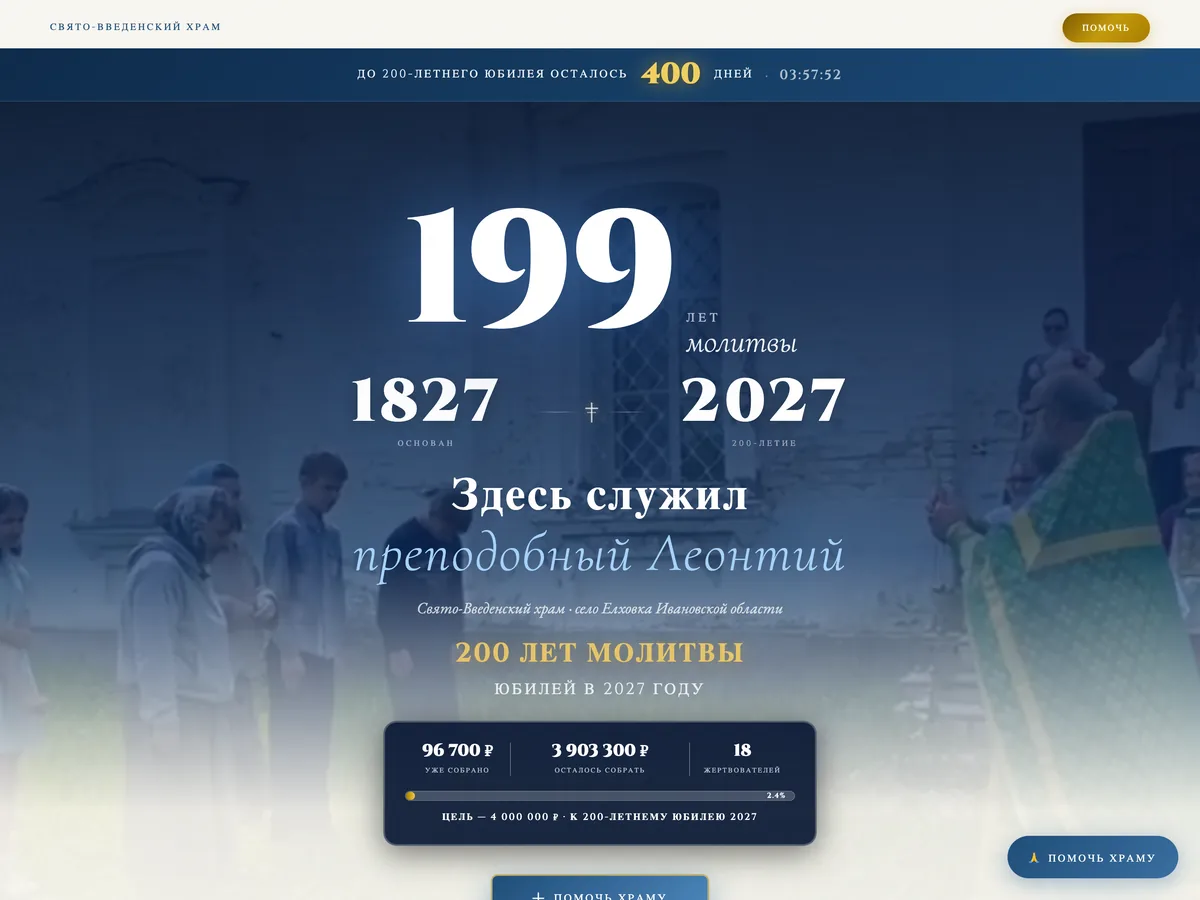 СВЯТО-ВВЕДЕНСКИЙ ХРАМ
ПОМОЧЬ
ДО 200-ЛЕТНЕГО ЮБИЛЕЯ ОСТАЛОСЬ 400 ДНЕЙ · 03:57:52
199 ЛЕТ
молитвы
1827 2027
ОСНОВАН 200-ЛЕТИЕ
Здесь служил
преподобный Леонтий
Свято-Введенский храм · село Елховка Ивановской области
200 ЛЕТ МОЛИТВЫ
ЮБИЛЕЙ В 2027 ГОДУ
96 700 ₽ 3 903 300 ₽ 18
УЖЕ СОБРАНО ОСТАЛОСЬ СОБРАТЬ ЖЕРТВОВАТЕЛЕЙ
2.4%
ЦЕЛЬ — 4 000 000 ₽ · К 200-ЛЕТНЕМУ ЮБИЛЕЮ 2027
ПОМОЧЬ ХРАМУ
ПОМОЧЬ ХРАМУ